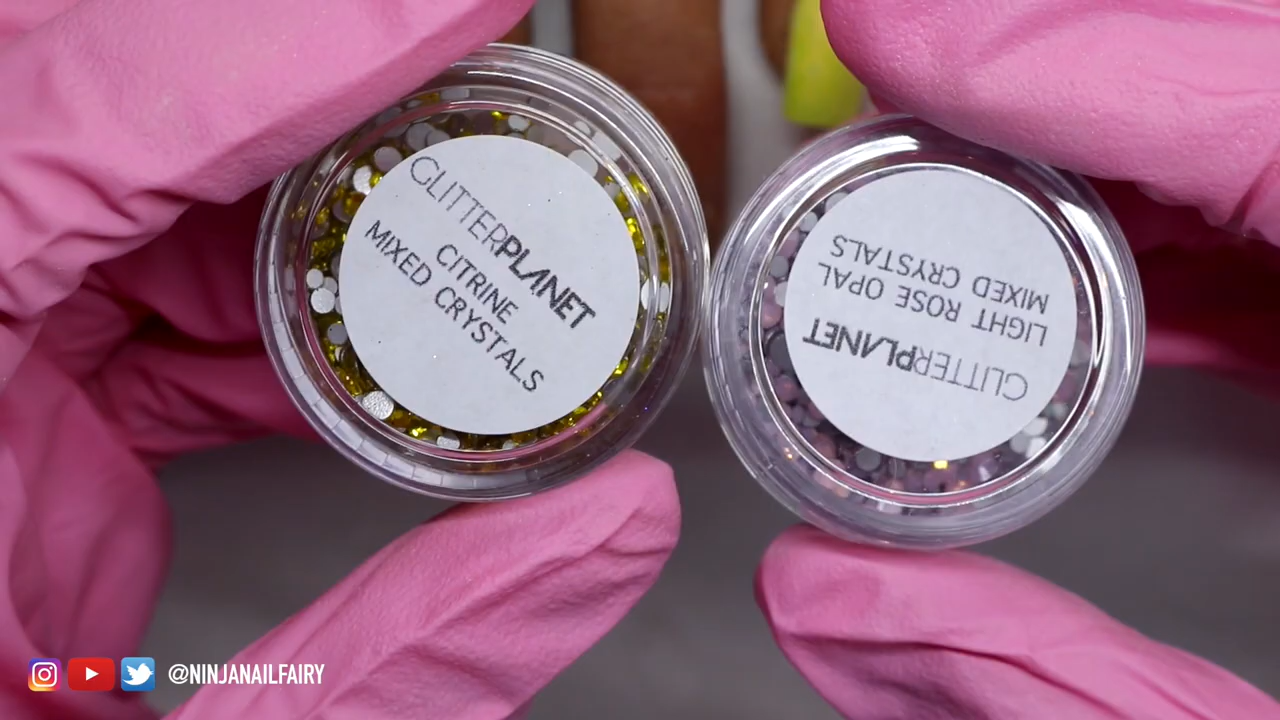 GLITTERPLANET
CITRINE
MIXED CRYSTALS
GLITTERPLANET
LIGHT ROSE OPAL
MIXED CRYSTALS
@NINJANAILFAIRY